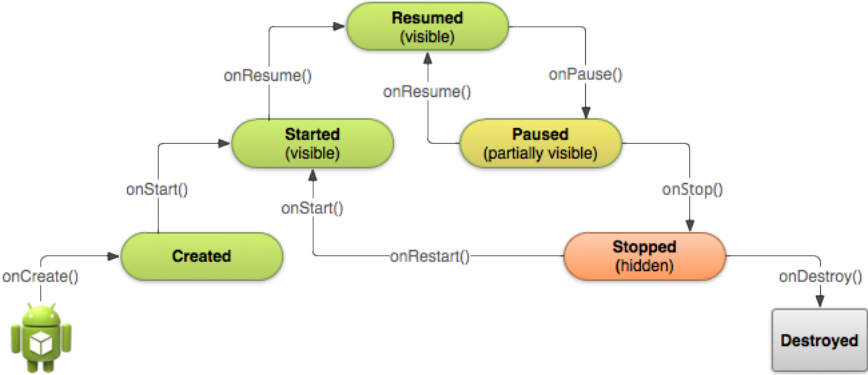 Resumed
(visible)
onResume()
onPause()
onResume()
Started
(visible)
Paused
(partially visible)
onStart()
onStart()
onStop()
Created
onRestart()
Stopped
(hidden)
onCreate()
onDestroy()
Destroyed